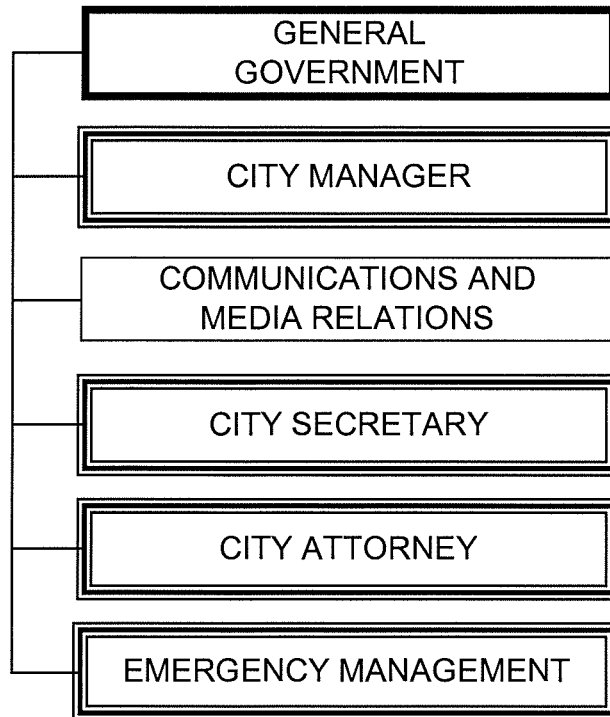 GENERAL
GOVERNMENT
CITY MANAGER
COMMUNICATIONS AND
MEDIA RELATIONS
CITY SECRETARY
CITY ATTORNEY
EMERGENCY MANAGEMENT